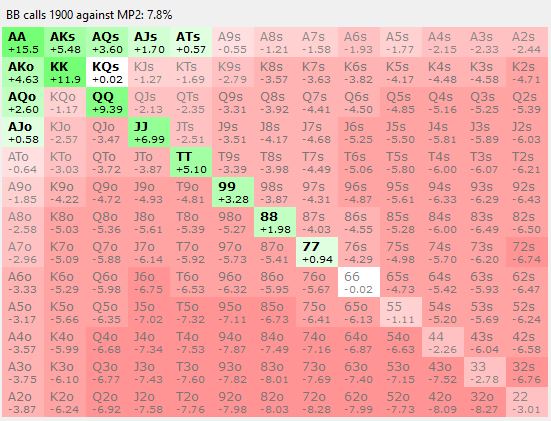 BB calls 1900 against MP2: 7.8%
AA AKs AQs AJs ATs A9s A8s A7s A6s A5s A4s A3s A2s
+15.5 +5.48 +3.60 +1.70 +0.57 -0.55 -1.21 -1.58 -1.93 -1.77 -2.15 -2.33 -2.44
AKo KK KQs KJs KTs K9s K8s K7s K6s K5s K4s K3s K2s
+4.63 +11.9 +0.02 -1.27 -1.69 -2.79 -3.57 -3.63 -3.82 -4.17 -4.48 -4.58 -4.71
AQo KQo QQ QJs QTs Q9s Q8s Q7s Q6s Q5s Q4s Q3s Q2s
+2.60 -1.17 +9.39 -2.13 -2.35 -3.31 -3.92 -4.41 -4.50 -4.85 -5.16 -5.25 -5.39
AJo KJo QJo JJ JTs J9s J8s J7s J6s J5s J4s J3s J2s
+0.58 -2.57 -3.47 +6.99 -2.51 -3.51 -4.17 -4.68 -5.25 -5.50 -5.81 -5.89 -6.03
ATo KTo QTo JTo TT T9s T8s T7s T6s T5s T4s T3s T2s
-0.64 -3.03 -3.72 -3.87 +5.10 -3.39 -3.98 -4.49 -5.06 -5.80 -6.00 -6.07 -6.21
A9o K9o Q9o J9o T9o 99 98s 97s 96s 95s 94s 93s 92s
-1.85 -4.22 -4.72 -4.93 -4.81 +3.28 -3.87 -4.31 -4.87 -5.61 -6.33 -6.29 -6.43
A8o K8o Q8o J8o T8o 98o 88 87s 86s 85s 84s 83s 82s
-2.58 -5.03 -5.36 -5.61 -5.39 -5.27 +1.98 -4.03 -4.55 -5.28 -6.00 -6.49 -6.50
A7o K7o Q7o J7o T7o 97o 87o 77 76s 75s 74s 73s 72s
-2.96 -5.09 -5.88 -6.14 -5.92 -5.73 -5.41 +0.94 -4.29 -4.98 -5.70 -6.22 -6.74
A6o K6o Q6o J6o T6o 96o 86o 76o 66 65s 64s 63s 62s
-3.33 -5.29 -5.98 -6.75 -6.53 -6.32 -5.95 -5.67 -0.02 -4.73 -5.42 -5.93 -6.47
A5o K5o Q5o J5o T5o 95o 85o 75o 65o 55 54s 53s 52s
-3.17 -5.66 -6.35 -7.02 -7.32 -7.11 -6.73 -6.41 -6.13 -1.11 -5.20 -5.69 -6.24
A4o K4o Q4o J4o T4o 94o 84o 74o 64o 54o 44 43s 42s
-3.57 -5.99 -6.68 -7.34 -7.53 -7.87 -7.49 -7.16 -6.87 -6.63 -2.26 -6.04 -6.58
A3o K3o Q3o J3o T3o 93o 83o 73o 63o 53o 43o 33 32s
-3.75 -6.10 -6.77 -7.43 -7.60 -7.82 -8.01 -7.69 -7.40 -7.15 -7.52 -2.78 -6.76
A2o K2o Q2o J2o T2o 92o 82o 72o 62o 52o 42o 32o 22
-3.87 -6.24 -6.92 -7.58 -7.76 -7.98 -8.03 -8.28 -7.99 -7.73 -8.09 -8.27 -3.01